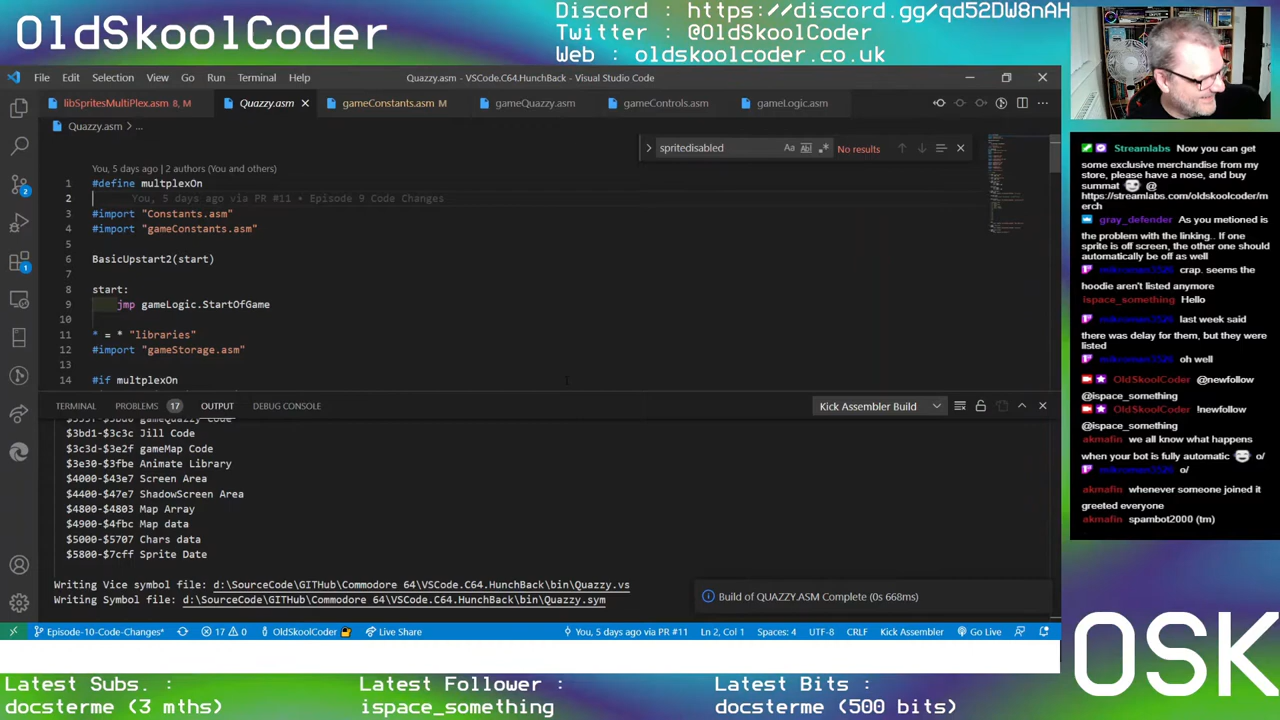 OldSkoolCoder
Discord : https://discord.gg/qd52DW8nAH
Twitter : @OldSkoolCoder
Web : oldskoolcoder.co.uk
File Edit Selection View Go Run Terminal Help
Quazzy.asm - VSCode.C64.HunchBack - Visual Studio Code
libSpritesMultiPlex.asm 8, M
Quazzy.asm
gameConstants.asm M
gameQuazzy.asm
gameControls.asm
gameLogic.asm
Quazzy.asm > ...
spritedisabled
No results
You, 5 days ago | 2 authors (You and others)
1 #define multplexOn
2 You, 5 days ago via PR #11 • Episode 9 Code Changes
3 #import "Constants.asm"
4 #import "gameConstants.asm"
5
6 BasicUpstart2(start)
7
8 start:
9 jmp gameLogic.StartOfGame
10
11 * = * "libraries"
12 #import "gameStorage.asm"
13
14 #if multplexOn
TERMINAL PROBLEMS 17 OUTPUT DEBUG CONSOLE
Kick Assembler Build
$3bd1-$3c3c Jill Code
$3c3d-$3e2f gameMap Code
$3e30-$3fbe Animate Library
$4000-$43e7 Screen Area
$4400-$47e7 ShadowScreen Area
$4800-$4803 Map Array
$4900-$4fbc Map data
$5000-$5707 Chars data
$5800-$7cff Sprite Date
Writing Vice symbol file: d:\SourceCode\GITHub\Commodore 64\VSCode.C64.HunchBack\bin\Quazzy.vs
Writing Symbol file: d:\SourceCode\GITHub\Commodore 64\VSCode.C64.HunchBack\bin\Quazzy.sym
Build of QUAZZY.ASM Complete (0s 668ms)
Episode-10-Code-Changes*
17 0
OldSkoolCoder
Live Share
You, 5 days ago via PR #11
Ln 2, Col 1
Spaces: 4
UTF-8
CRLF
Kick Assembler
Go Live
Streamlabs Now you can get
some exclusive merchandise from my
store, please have a nose, and buy
summat @
https://streamlabs.com/oldskoolcoder/m
erch
gray_defender As you metioned is
the problem with the linking.. If one
sprite is off screen, the other one should
automatically be off as well
crap. seems the
hoodie aren't listed anymore
ispace_something Hello
last week said
there was delay for them, but they were
listed
oh well
OldSkoolCoder @newfollow
@ispace_something
OldSkoolCoder !newfollow
@ispace_something
akmafin we all know what happens
when your bot is fully automatic o/
o/
akmafin whenever someone joined it
greeted everyone
akmafin spambot2000 (tm)
OSK
Latest Subs. :
docsterme (3 mths)
Latest Follower :
ispace_something
Latest Bits :
docsterme (500 bits)